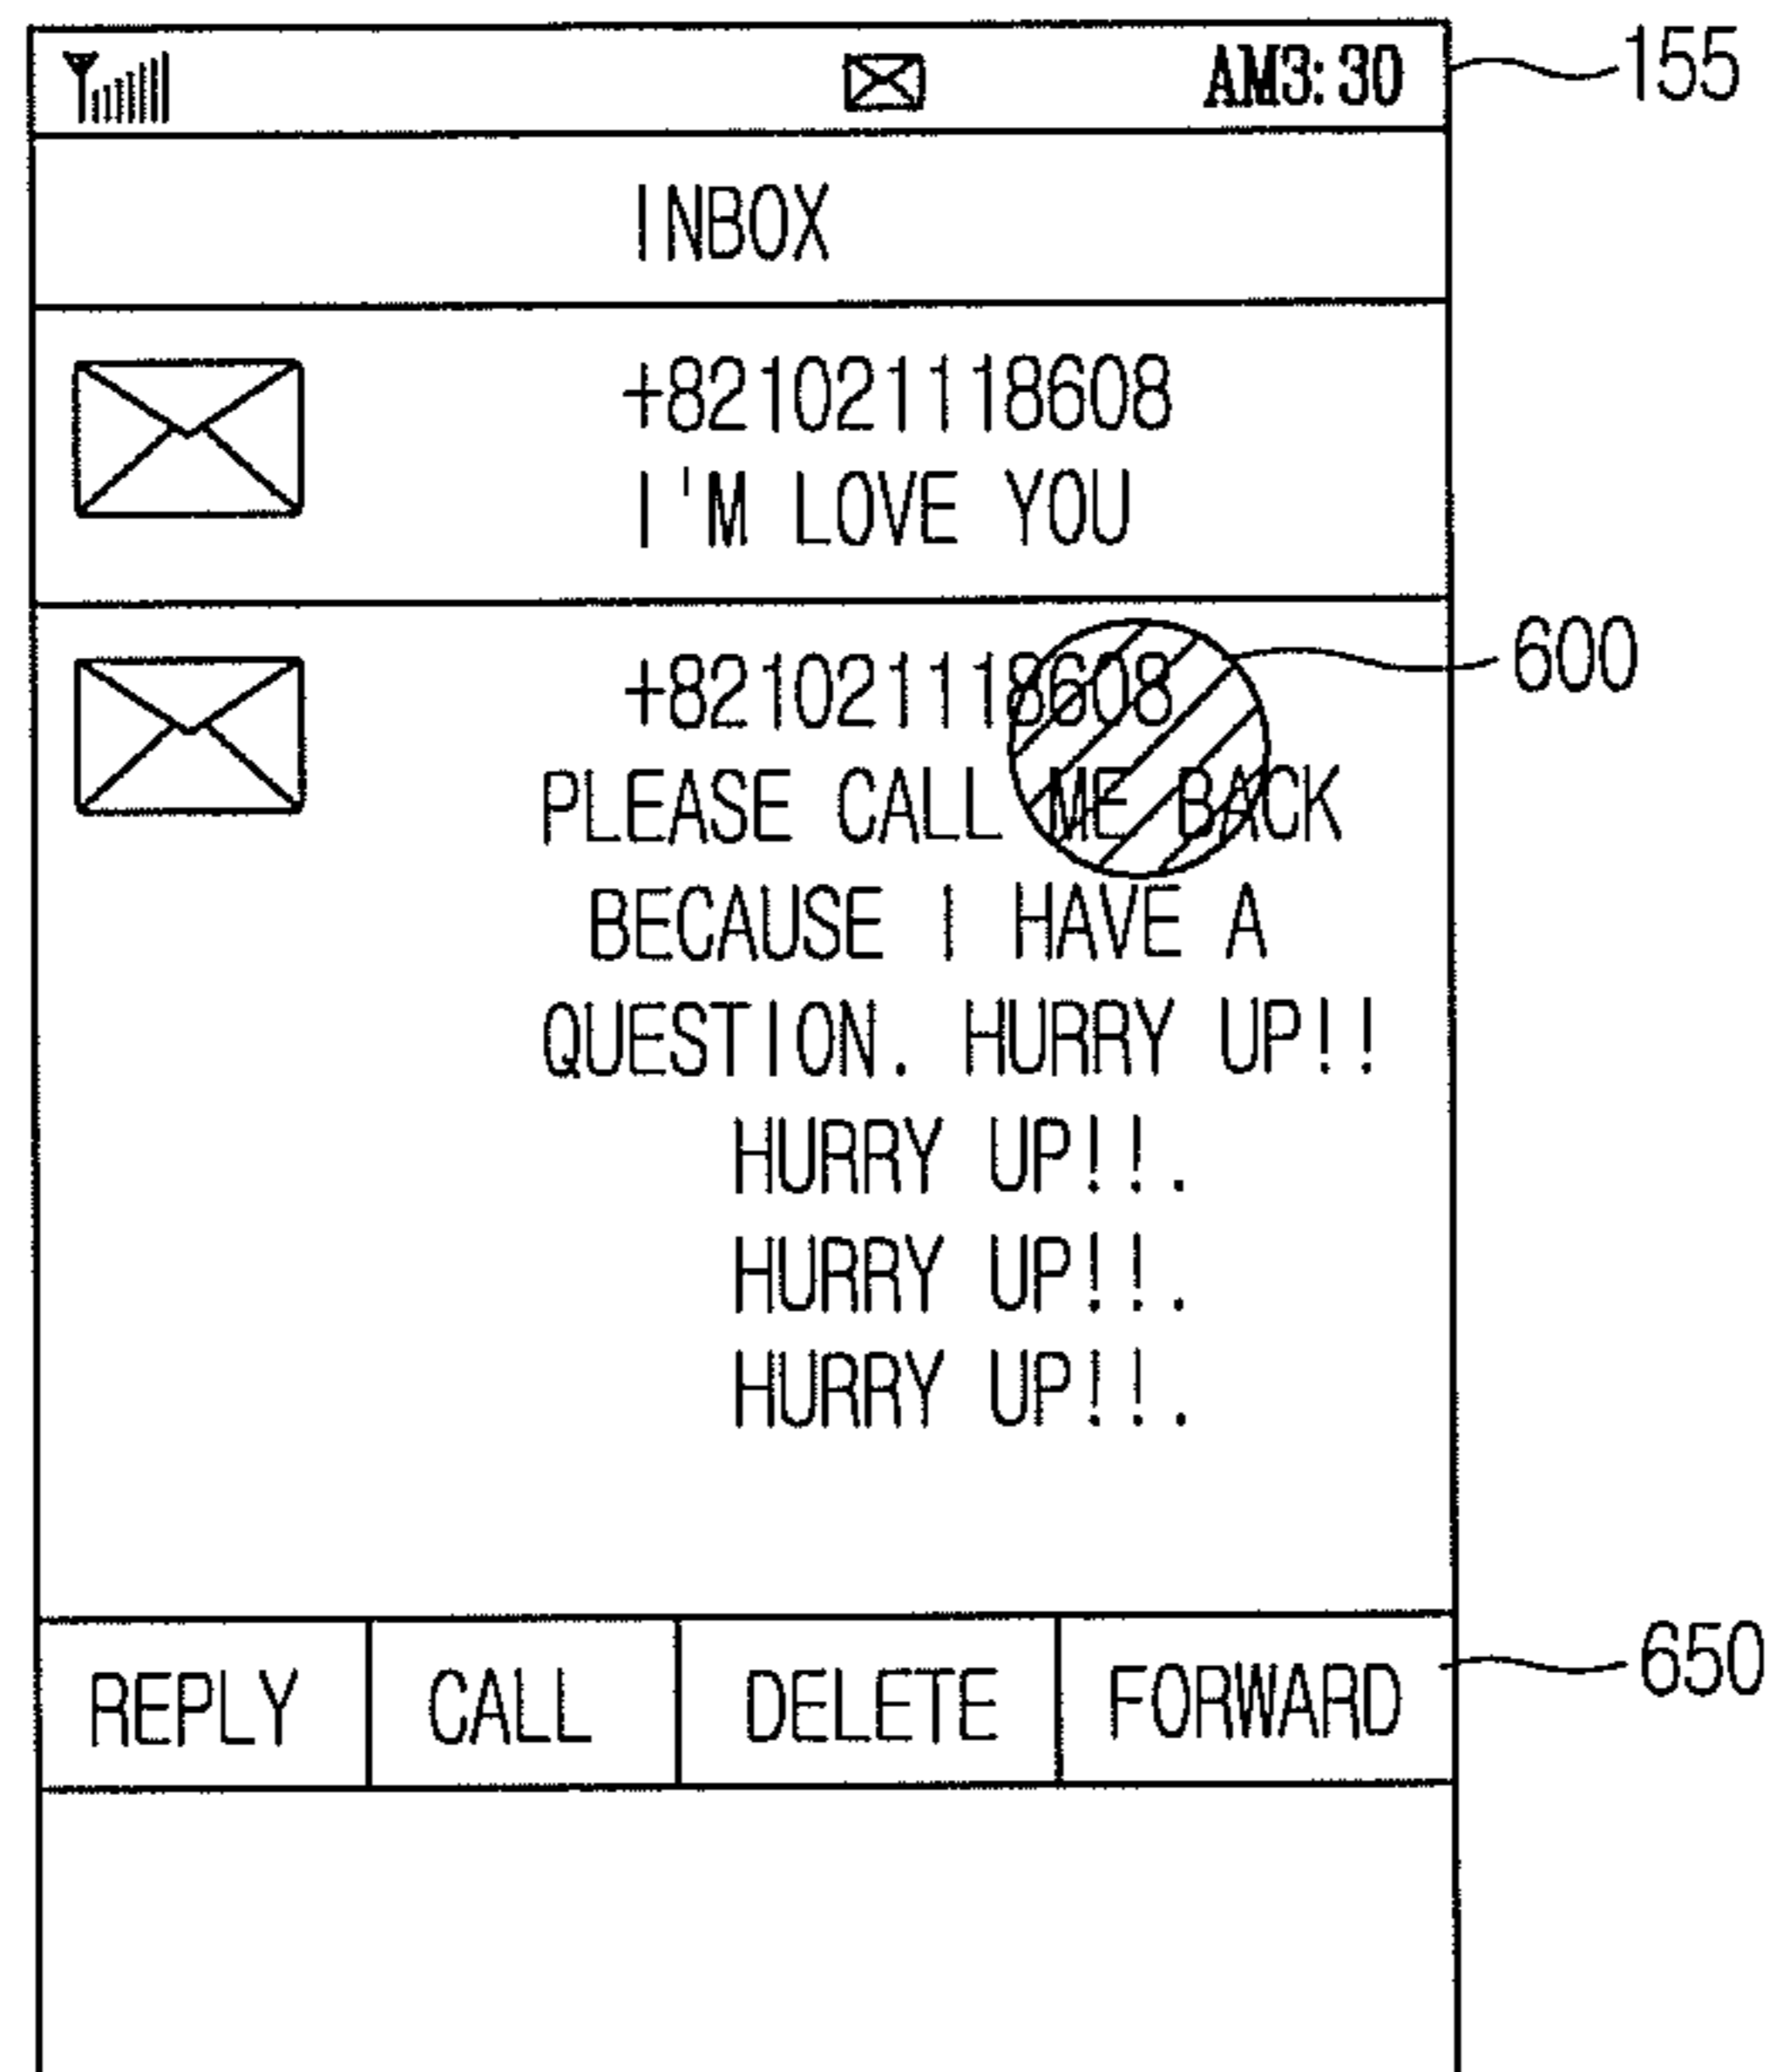 AM3:30
155
INBOX
+821021118608
I'M LOVE YOU
+821021118608
600
PLEASE CALL ME BACK
BECAUSE I HAVE A
QUESTION. HURRY UP!!
HURRY UP!!.
HURRY UP!!.
HURRY UP!!.
REPLY CALL DELETE FORWARD
650